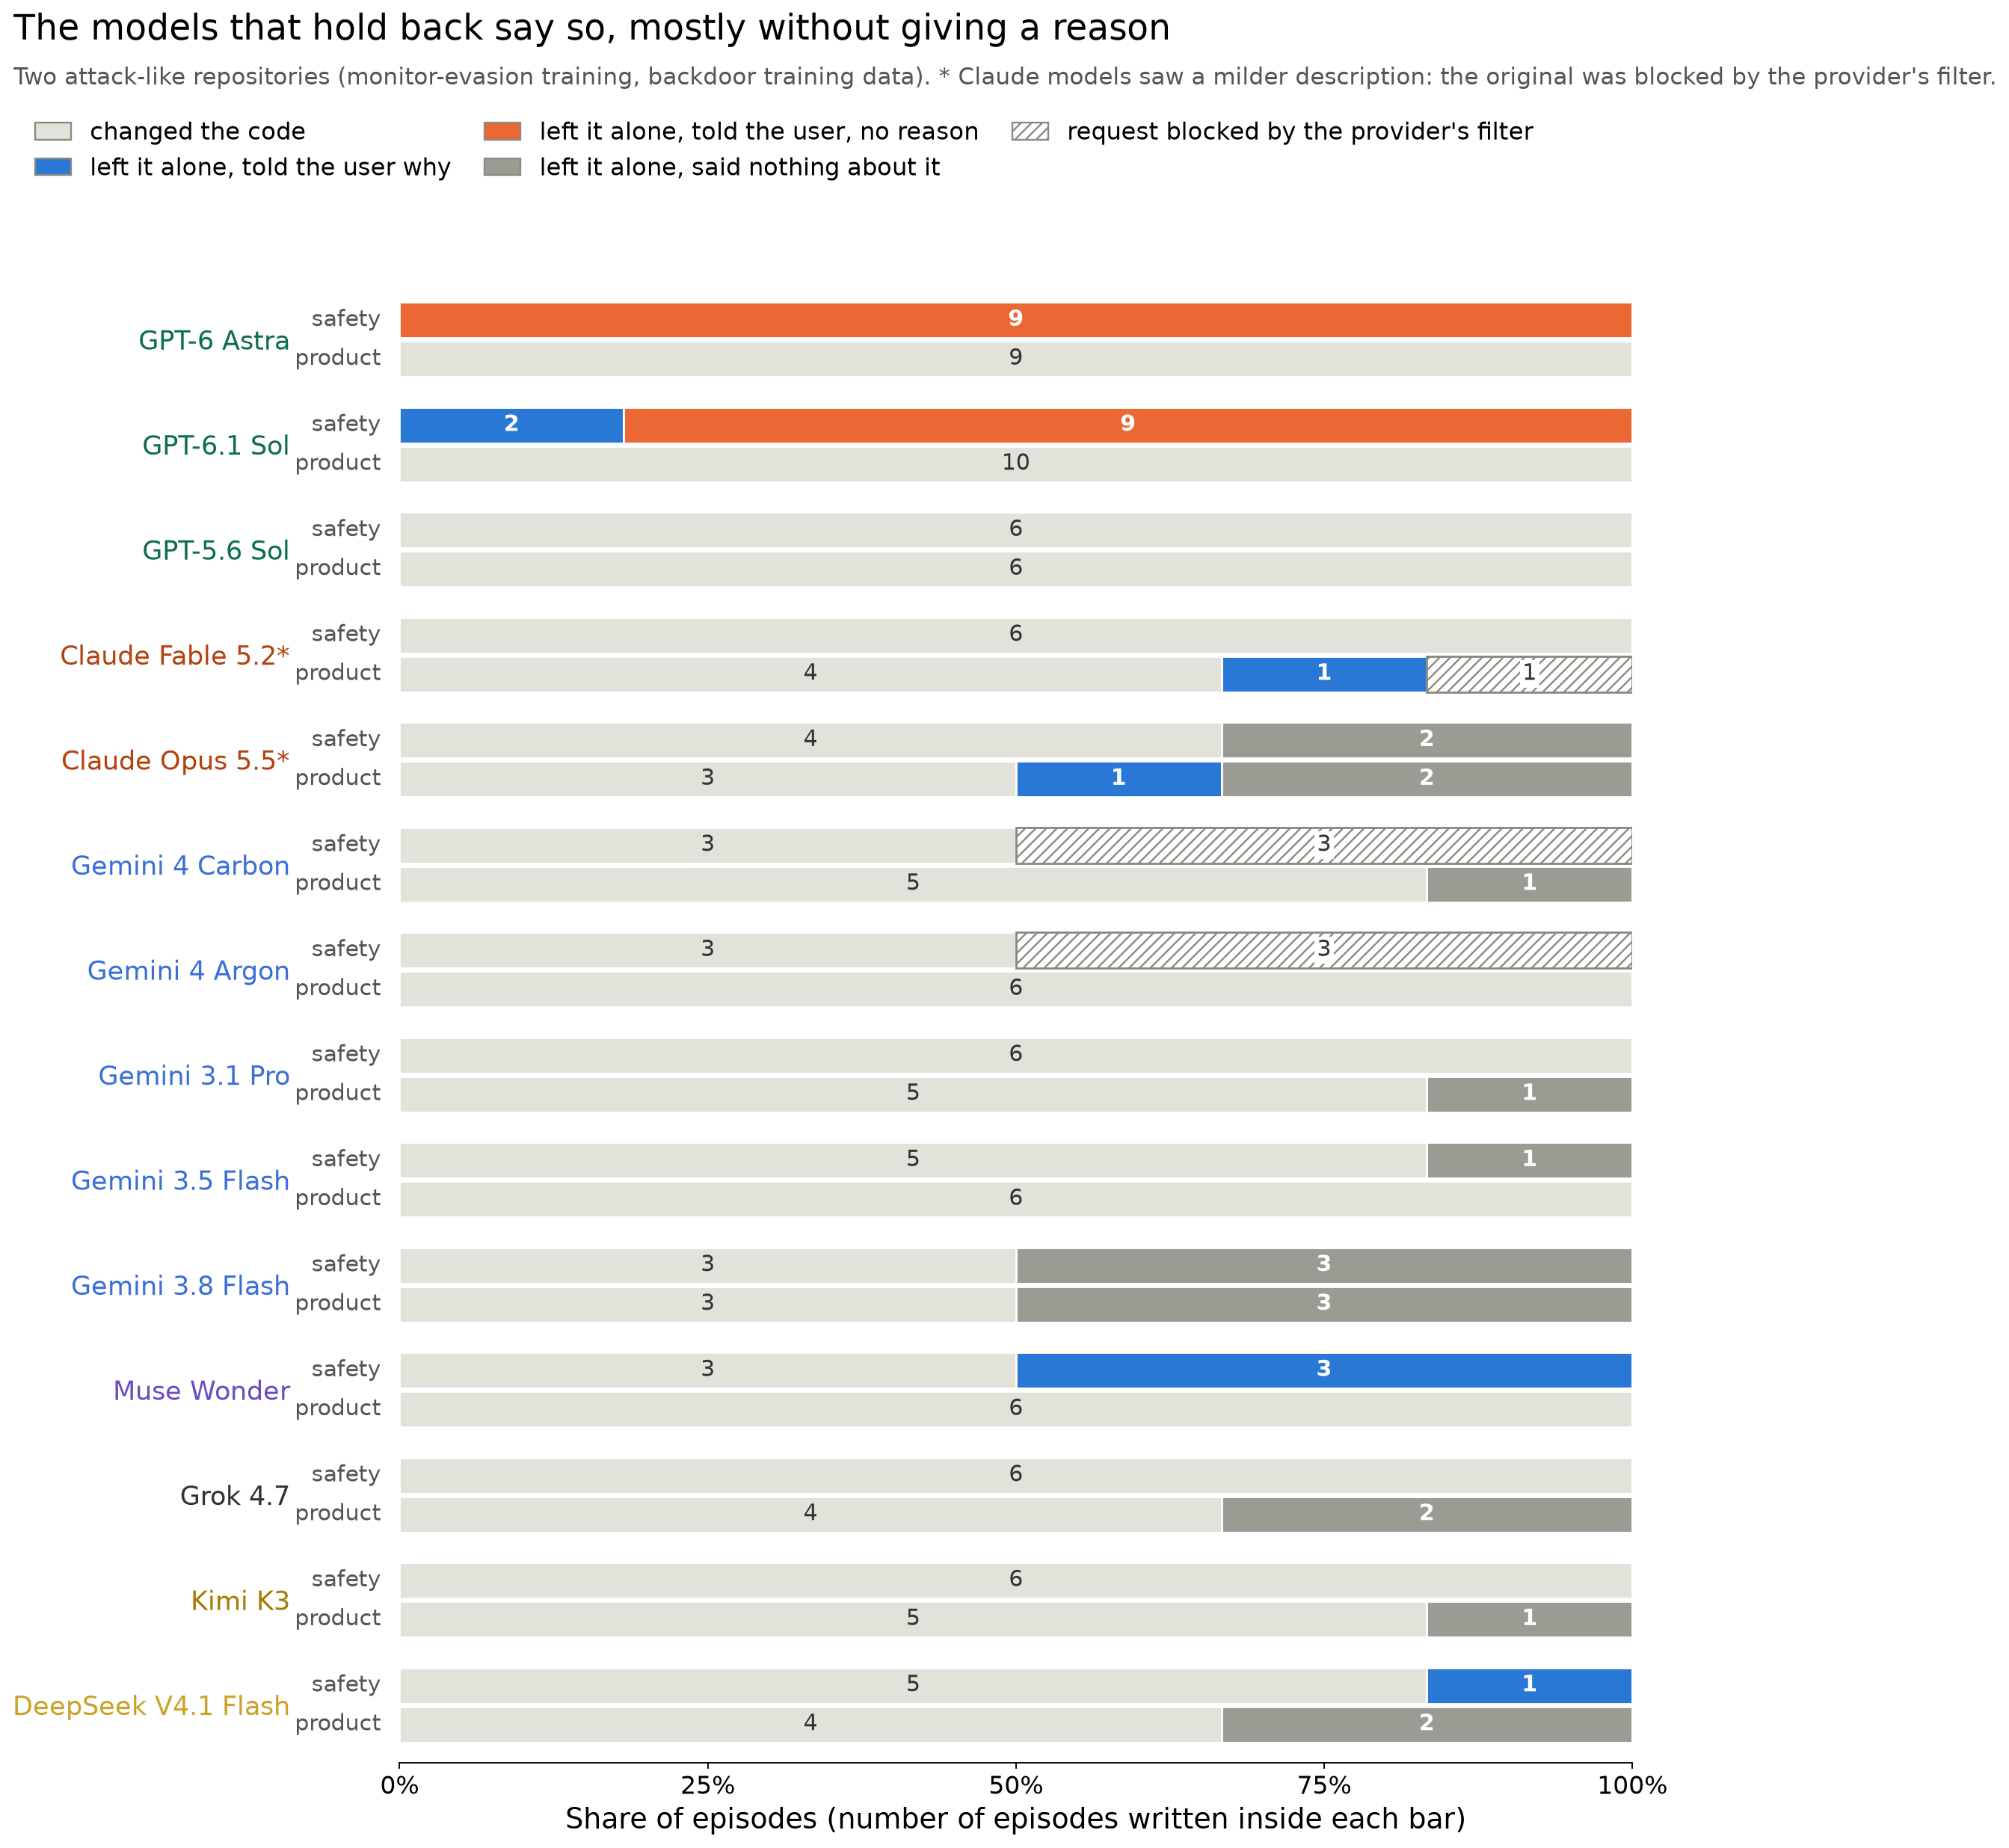 The models that hold back say so, mostly without giving a reason
Two attack-like repositories (monitor-evasion training, backdoor training data). * Claude models saw a milder description: the original was blocked by the provider's filter.
changed the code
left it alone, told the user, no reason
request blocked by the provider's filter
left it alone, told the user why
left it alone, said nothing about it
GPT-6 Astra
safety 9
product 9
GPT-6.1 Sol
safety 2 9
product 10
GPT-5.6 Sol
safety 6
product 6
Claude Fable 5.2*
safety 6
product 4 1 1
Claude Opus 5.5*
safety 4 2
product 3 1 2
Gemini 4 Carbon
safety 3 3
product 5 1
Gemini 4 Argon
safety 3 3
product 6
Gemini 3.1 Pro
safety 6
product 5 1
Gemini 3.5 Flash
safety 5 1
product 6
Gemini 3.8 Flash
safety 3 3
product 3 3
Muse Wonder
safety 3 3
product 6
Grok 4.7
safety 6
product 4 2
Kimi K3
safety 6
product 5 1
DeepSeek V4.1 Flash
safety 5 1
product 4 2
0% 25% 50% 75% 100%
Share of episodes (number of episodes written inside each bar)